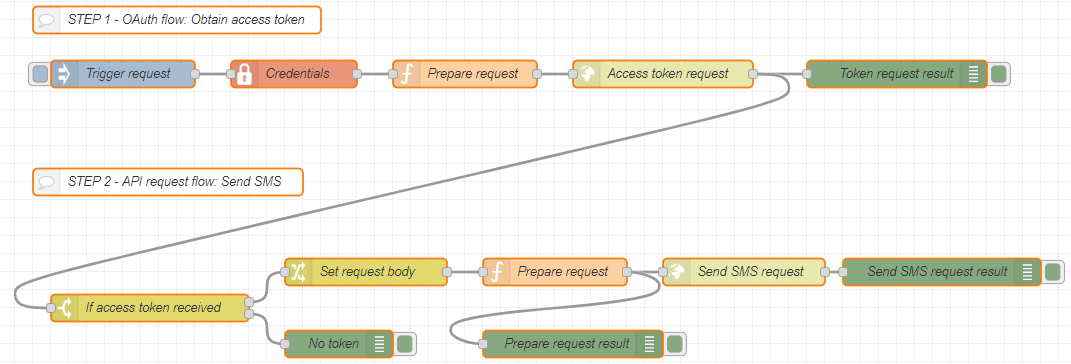 STEP 1 - OAuth flow: Obtain access token
Trigger request
Credentials
Prepare request
Access token request
Token request result
STEP 2 - API request flow: Send SMS
Set request body
Prepare request
Send SMS request
Send SMS request result
If access token received
No token
Prepare request result